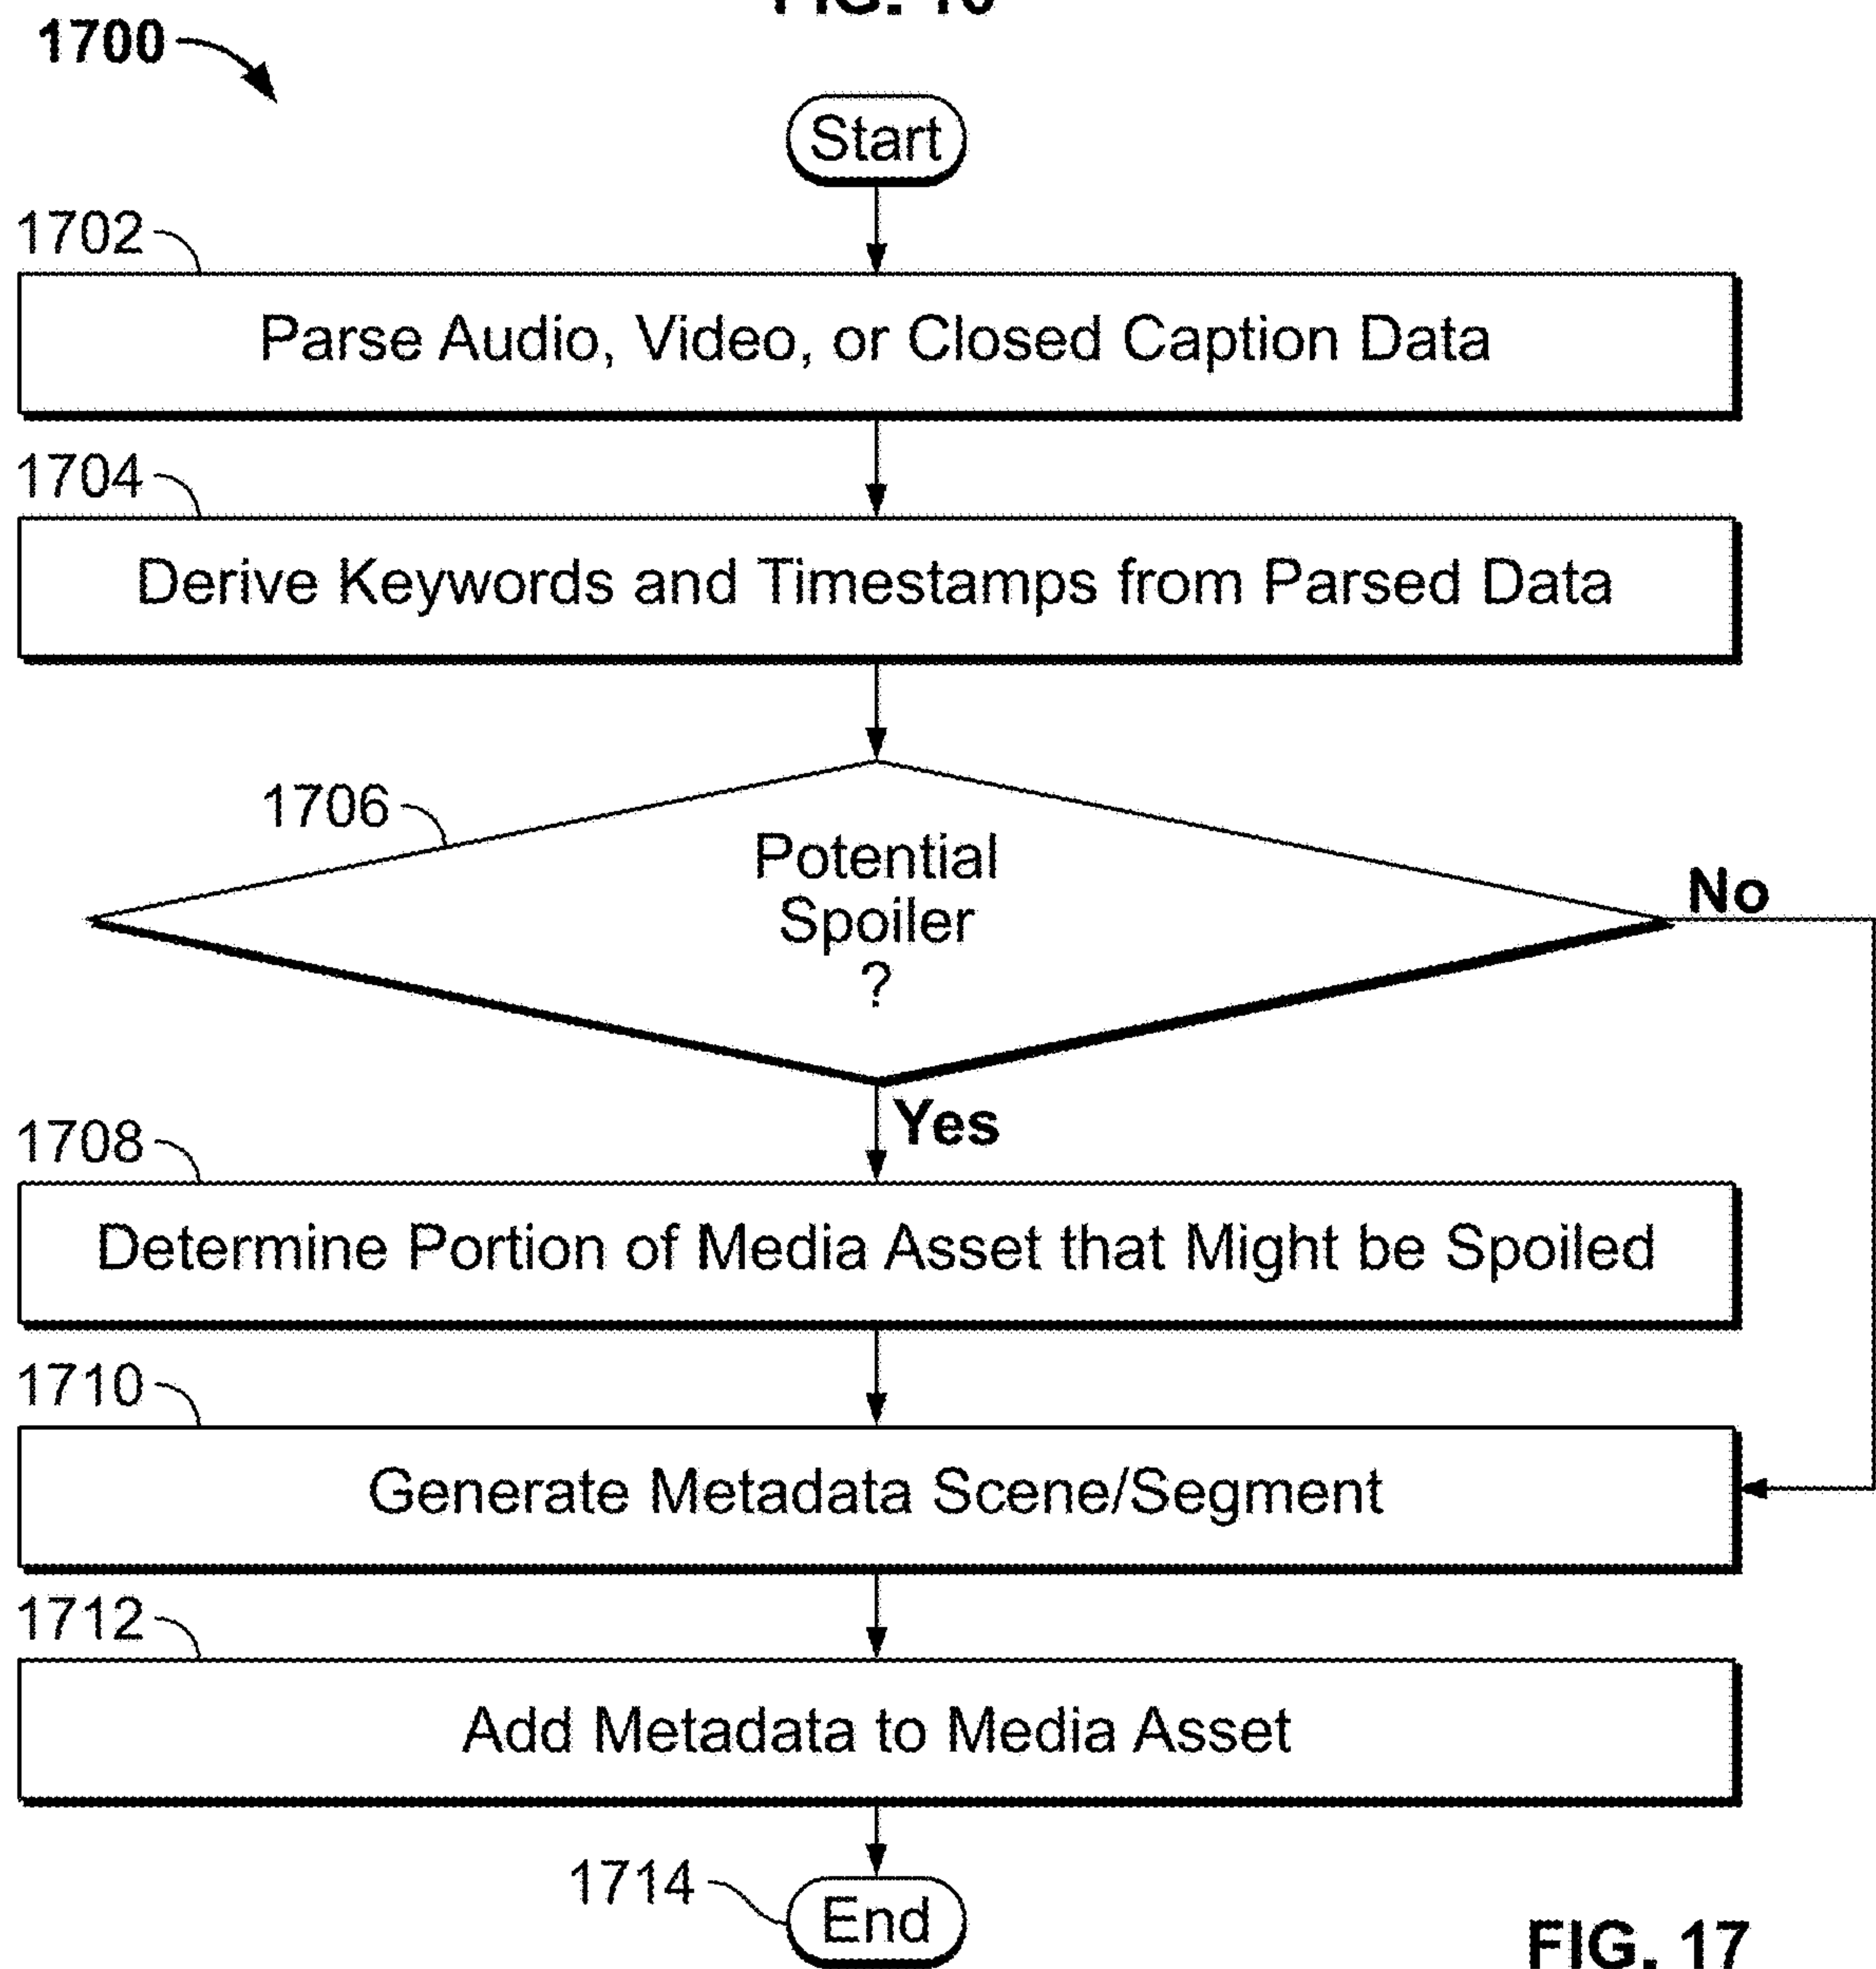 1700
Start
1702
Parse Audio, Video, or Closed Caption Data
1704
Derive Keywords and Timestamps from Parsed Data
1706
Potential
Spoiler
?
No
Yes
1708
Determine Portion of Media Asset that Might be Spoiled
1710
Generate Metadata Scene/Segment
1712
Add Metadata to Media Asset
1714
End
FIG. 17